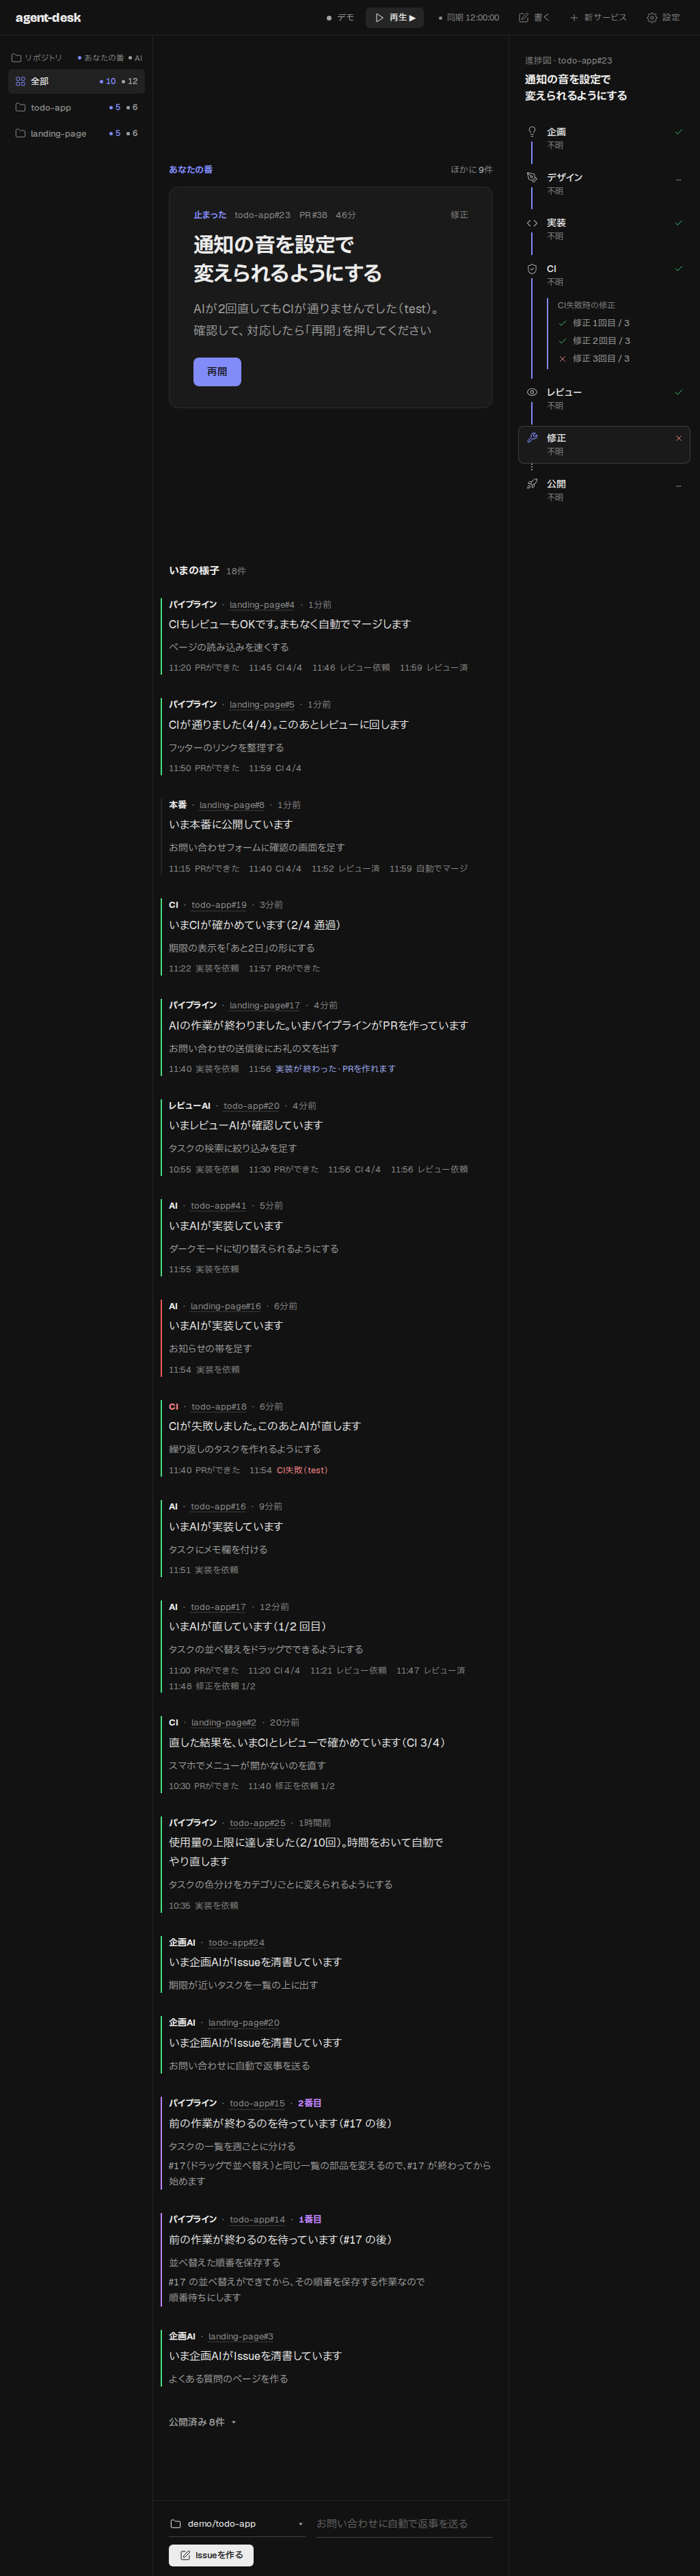 agent-desk
デモ
再生 ▶
同期 12:00:00
書く
新サービス
設定
リポジトリ
あなたの番 AI
全部 10 12
todo-app 5 6
landing-page 5 6
あなたの番 ほかに 9件
止まった todo-app#23 PR #38 46分 修正
通知の音を設定で
変えられるようにする
AIが2回直してもCIが通りませんでした（test）。
確認して、対応したら「再開」を押してください
再開
いまの様子 18件
パイプライン · landing-page#4 · 1分前
CIもレビューもOKです。まもなく自動でマージします
ページの読み込みを速くする
11:20 PRができた 11:45 CI 4/4 11:46 レビュー依頼 11:59 レビュー済
パイプライン · landing-page#5 · 1分前
CIが通りました（4/4）。このあとレビューに回します
フッターのリンクを整理する
11:50 PRができた 11:59 CI 4/4
本番 · landing-page#8 · 1分前
いま本番に公開しています
お問い合わせフォームに確認の画面を足す
11:15 PRができた 11:40 CI 4/4 11:52 レビュー済 11:59 自動でマージ
CI · todo-app#19 · 3分前
いまCIが確かめています（2/4 通過）
期限の表示を「あと2日」の形にする
11:22 実装を依頼 11:57 PRができた
パイプライン · landing-page#17 · 4分前
AIの作業が終わりました。いまパイプラインがPRを作っています
お問い合わせの送信後にお礼の文を出す
11:40 実装を依頼 11:56 実装が終わった · PRを作れます
レビューAI · todo-app#20 · 4分前
いまレビューAIが確認しています
タスクの検索に絞り込みを足す
10:55 実装を依頼 11:30 PRができた 11:56 CI 4/4 11:56 レビュー依頼
AI · todo-app#41 · 5分前
いまAIが実装しています
ダークモードに切り替えられるようにする
11:55 実装を依頼
AI · landing-page#16 · 6分前
いまAIが実装しています
お知らせの帯を足す
11:54 実装を依頼
CI · todo-app#18 · 6分前
CIが失敗しました。このあとAIが直します
繰り返しのタスクを作れるようにする
11:40 PRができた 11:54 CI失敗（test）
AI · todo-app#16 · 9分前
いまAIが実装しています
タスクにメモ欄を付ける
11:51 実装を依頼
AI · todo-app#17 · 12分前
いまAIが直しています（1/2 回目）
タスクの並べ替えをドラッグでできるようにする
11:00 PRができた 11:20 CI 4/4 11:21 レビュー依頼 11:47 レビュー済
11:48 修正を依頼 1/2
CI · landing-page#2 · 20分前
直した結果を、いまCIとレビューで確かめています（CI 3/4）
スマホでメニューが開かないのを直す
10:30 PRができた 11:40 修正を依頼 1/2
パイプライン · todo-app#25 · 1時間前
使用量の上限に達しました（2/10回）。時間をおいて自動で
やり直します
タスクの色分けをカテゴリごとに変えられるようにする
10:35 実装を依頼
企画AI · todo-app#24
いま企画AIがIssueを清書しています
期限が近いタスクを一覧の上に出す
企画AI · landing-page#20
いま企画AIがIssueを清書しています
お問い合わせに自動で返事を送る
パイプライン · todo-app#15 · 2番目
前の作業が終わるのを待っています（#17 の後）
タスクの一覧を週ごとに分ける
#17（ドラッグで並べ替え）と同じ一覧の部品を変えるので、#17 が終わってから
始めます
パイプライン · todo-app#14 · 1番目
前の作業が終わるのを待っています（#17 の後）
並べ替えた順番を保存する
#17 の並べ替えができてから、その順番を保存する作業なので
順番待ちにします
企画AI · landing-page#3
いま企画AIがIssueを清書しています
よくある質問のページを作る
公開済み 8件
demo/todo-app
お問い合わせに自動で返事を送る
Issueを作る
進捗図 · todo-app#23
通知の音を設定で
変えられるようにする
企画
不明
デザイン
不明
実装
不明
CI
不明
CI失敗時の修正
修正 1回目 / 3
修正 2回目 / 3
修正 3回目 / 3
レビュー
不明
修正
不明
公開
不明